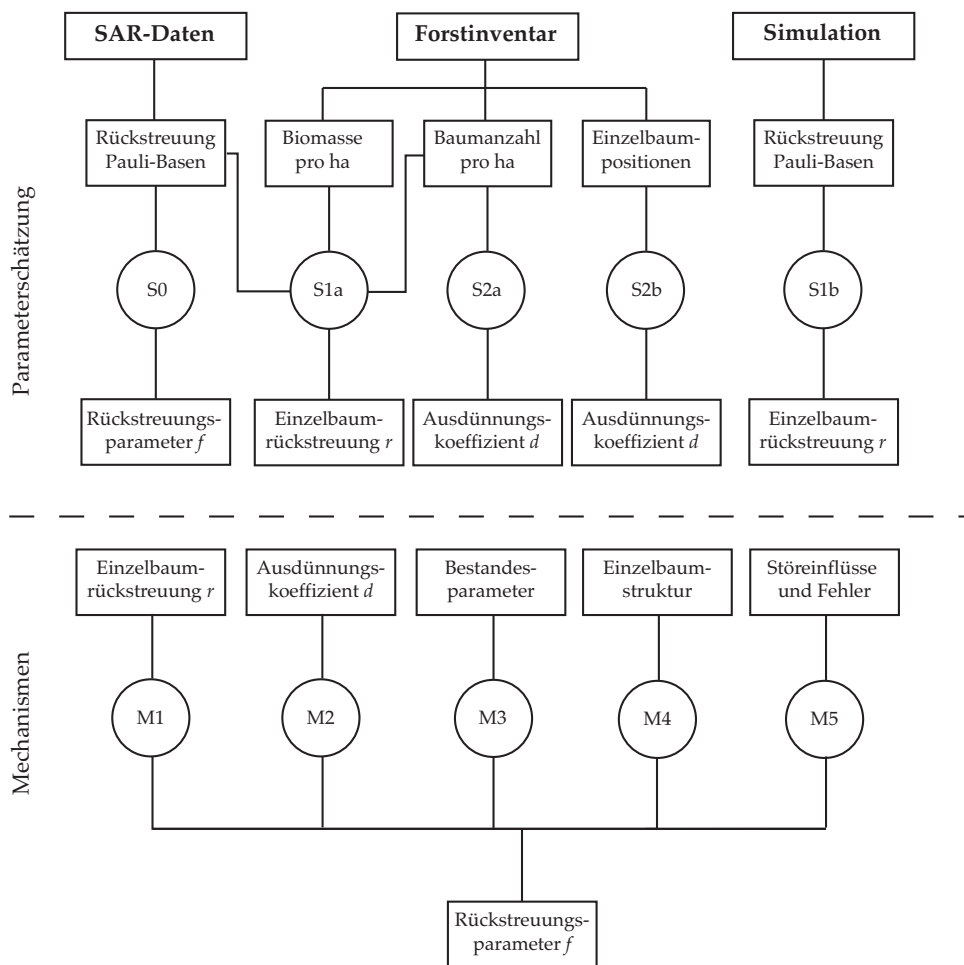 SAR-Daten
Forstinventar
Simulation
Rückstreuung
Pauli-Basen
Biomasse
pro ha
Baumanzahl
pro ha
Einzelbaum-
positionen
Rückstreuung
Pauli-Basen
Parameterschätzung
S0
S1a
S2a
S2b
S1b
Rückstreuungs-
parameter f
Einzelbaum-
rückstreuung r
Ausdünnungs-
koeffizient d
Ausdünnungs-
koeffizient d
Einzelbaum-
rückstreuung r
Einzelbaum-
rückstreuung r
Ausdünnungs-
koeffizient d
Bestandes-
parameter
Einzelbaum-
struktur
Störeinflüsse
und Fehler
Mechanismen
M1
M2
M3
M4
M5
Rückstreuungs-
parameter f